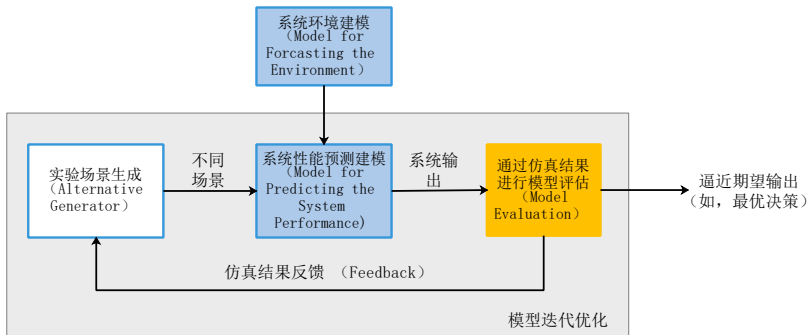 系统环境建模
（Model for
Forcasting the
Environment）
实验场景生成
（Alternative
Generator）
不同
场景
系统性能预测建模
（Model for
Predicting the
System
Performance)
系统输
出
通过仿真结果
进行模型评估
（Model
Evaluation）
逼近期望输出
（如，最优决策）
仿真结果反馈 （Feedback）
模型迭代优化